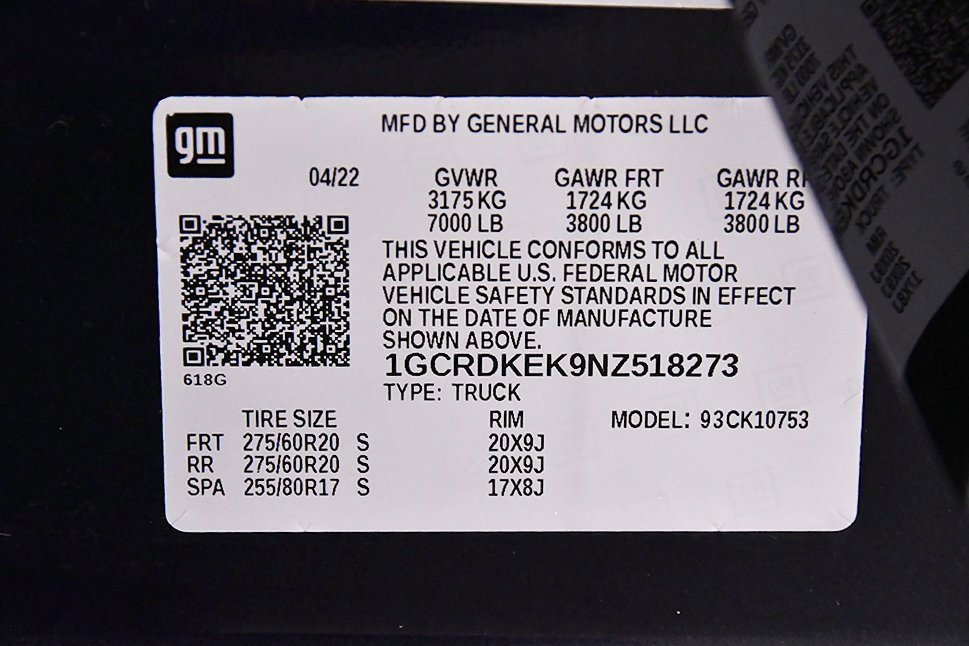 gm
MFD BY GENERAL MOTORS LLC
04/22 GVWR GAWR FRT GAWR
3175 KG 1724 KG 1724 KG
7000 LB 3800 LB 3800 LB
THIS VEHICLE CONFORMS TO ALL
APPLICABLE U.S. FEDERAL MOTOR
VEHICLE SAFETY STANDARDS IN EFFECT
ON THE DATE OF MANUFACTURE
SHOWN ABOVE.
1GCRDKEK9NZ518273
618G
TYPE: TRUCK
TIRE SIZE RIM MODEL: 93CK10753
FRT 275/60R20 S 20X9J
RR 275/60R20 S 20X9J
SPA 255/80R17 S 17X8J